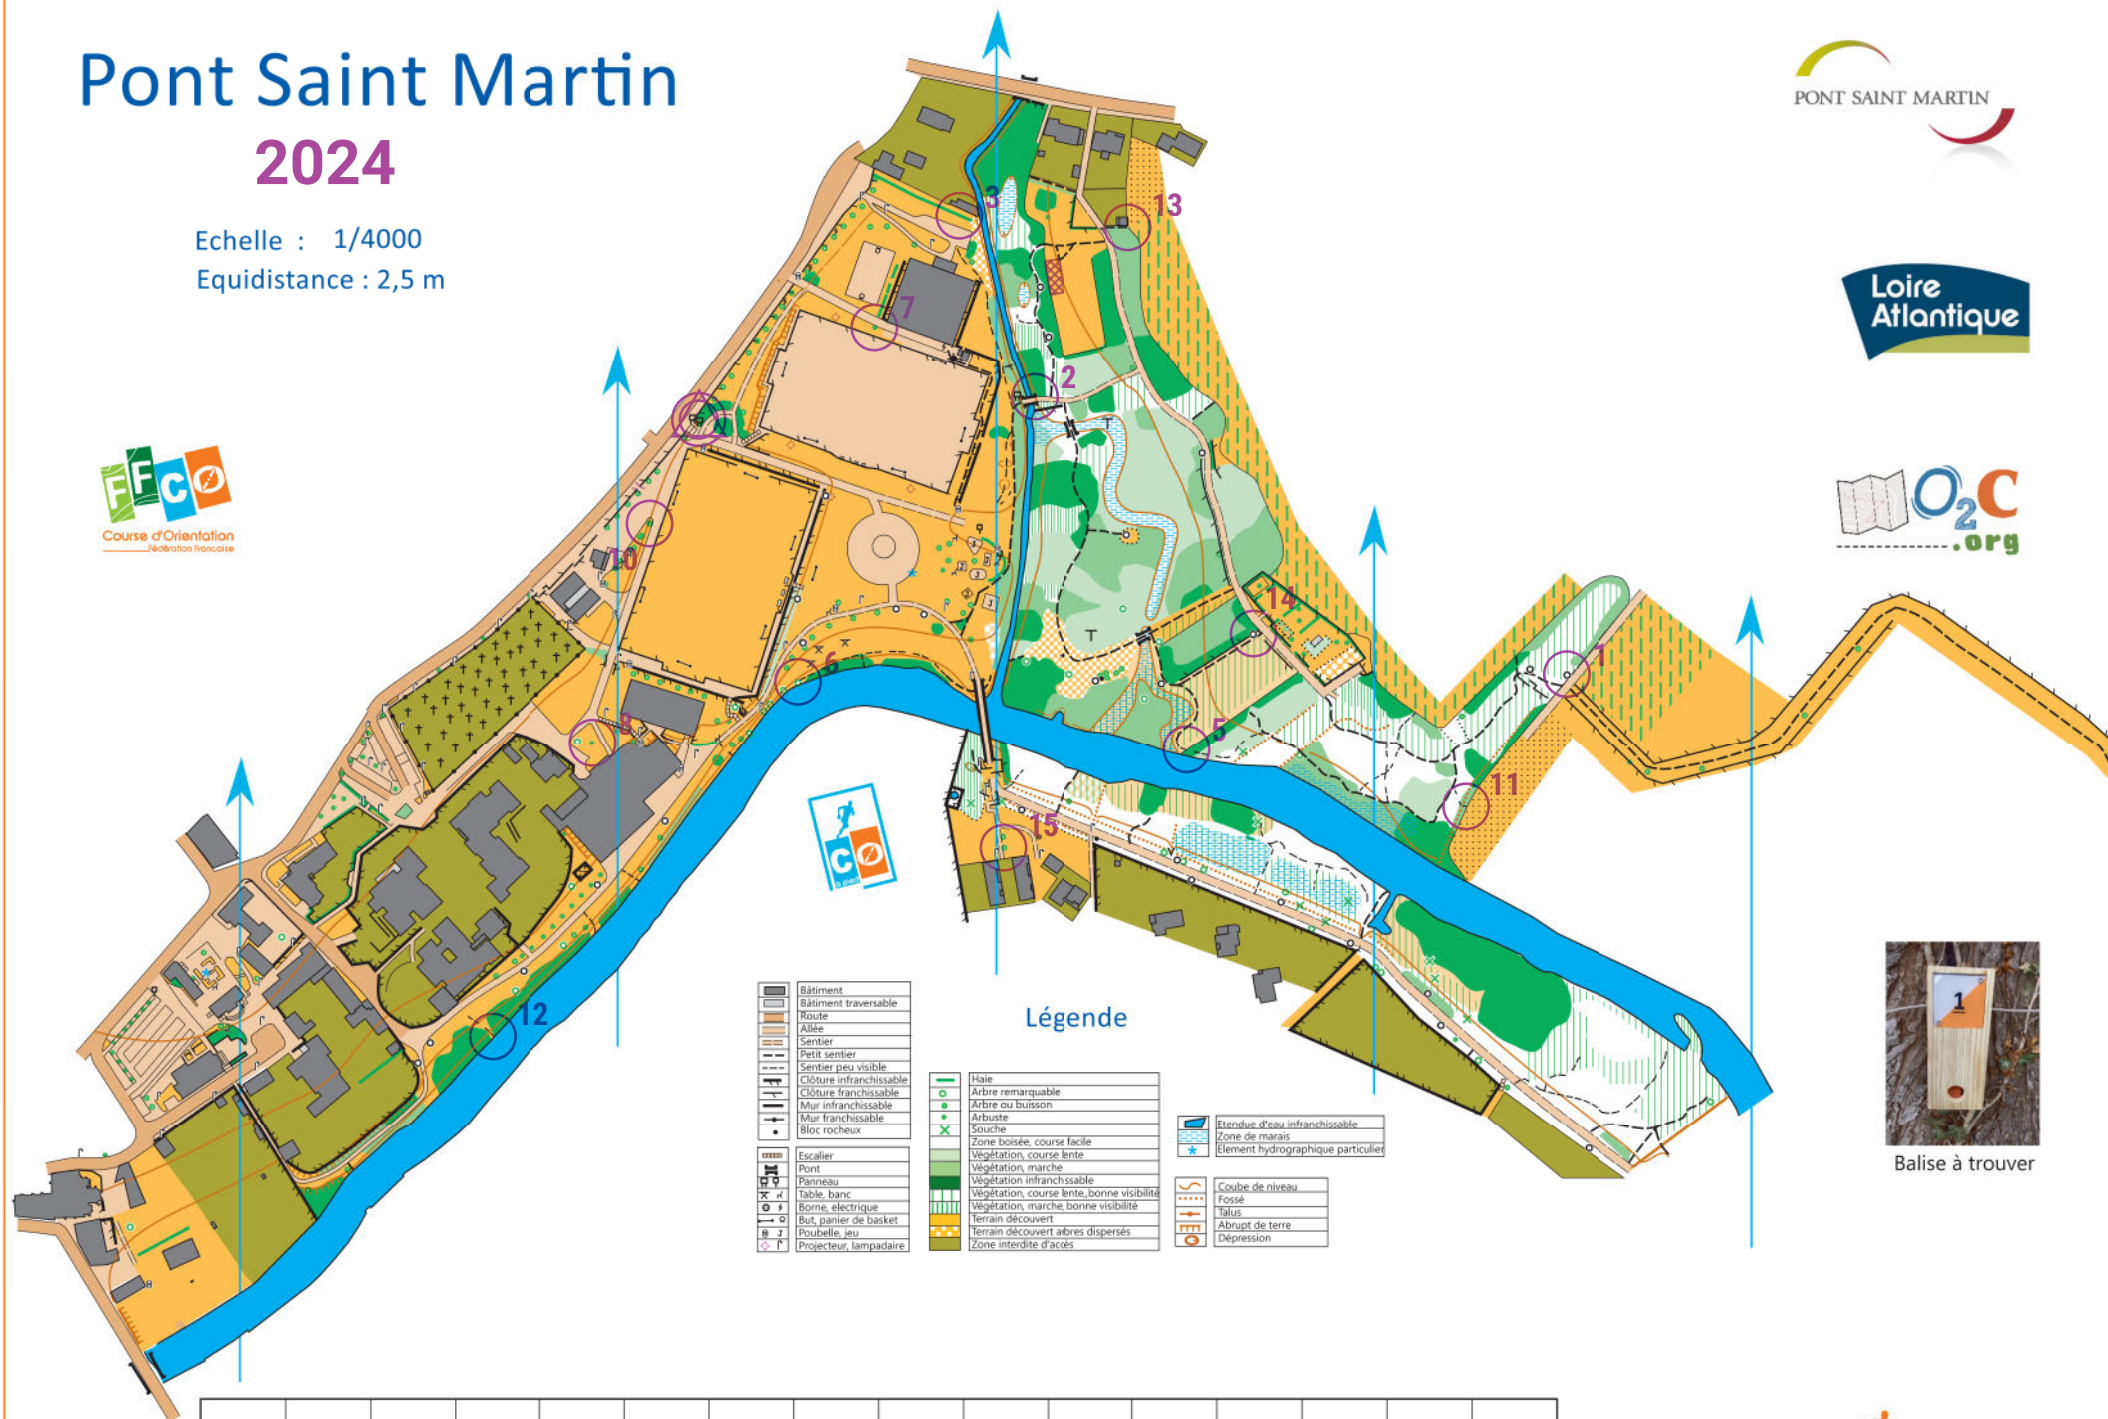 Pont Saint Martin
2024
Echelle : 1/4000
Equidistance : 2,5 m
PONT SAINT MARTIN
Loire
Atlantique
FFCO
Course d'Orientation
Fédération Française
O2C
.org
3
13
7
2
10
14
6
1
8
5
11
15
12
CO
à pied
Légende
Bâtiment
Bâtiment traversable
Route
Allée
Sentier
Petit sentier
Sentier peu visible
Clôture infranchissable
Clôture franchissable
Mur infranchissable
Mur franchissable
Bloc rocheux
Escalier
Pont
Panneau
Table, banc
Borne, electrique
But, panier de basket
Poubelle, jeu
Projecteur, lampadaire
Haie
Arbre remarquable
Arbre ou buisson
Arbuste
Souche
Zone boisée, course facile
Végétation, course lente
Végétation, marche
Végétation infranchssable
Végétation, course lente, bonne visibilité
Végétation, marche, bonne visibilité
Terrain découvert
Terrain découvert arbres dispersés
Zone interdite d'accès
Etendue d'eau infranchissable
Zone de marais
Element hydrographique particulier
Coube de niveau
Fossé
Talus
Abrupt de terre
Dépression
1
Balise à trouver